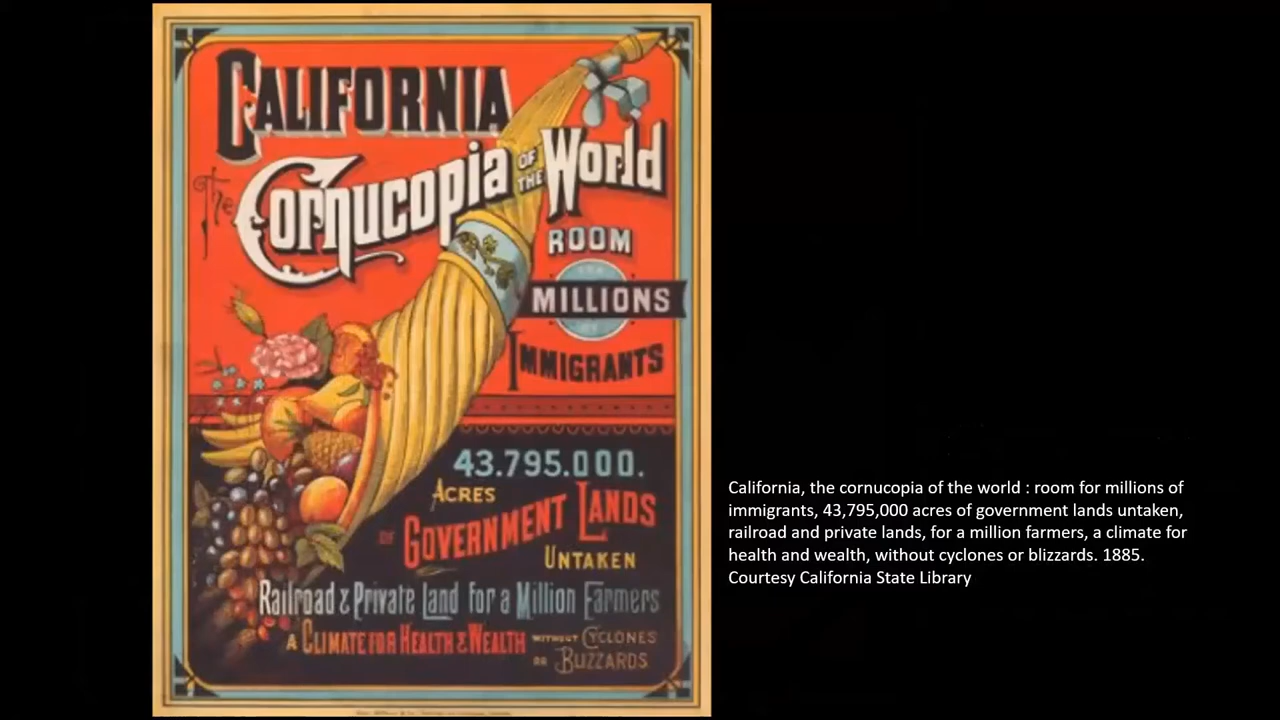 CALIFORNIA
The Cornucopia OF THE World
ROOM
FOR
MILLIONS
OF
IMMIGRANTS
43.795.000.
ACRES
OF GOVERNMENT LANDS
UNTAKEN
Railroad & Private Land for a Million Farmers
A CLIMATE FOR HEALTH & WEALTH WITHOUT CYCLONES
OR BLIZZARDS.
California, the cornucopia of the world : room for millions of
immigrants, 43,795,000 acres of government lands untaken,
railroad and private lands, for a million farmers, a climate for
health and wealth, without cyclones or blizzards. 1885.
Courtesy California State Library